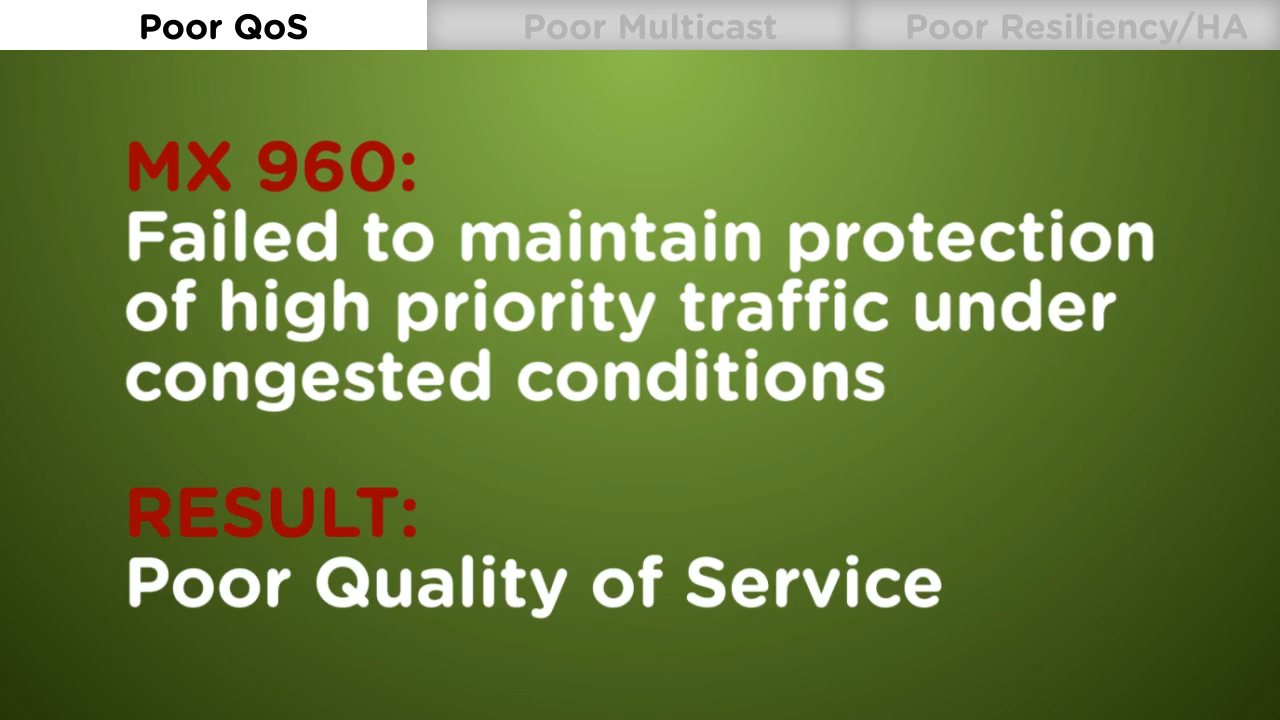 Poor QoS
Poor Multicast
Poor Resiliency/HA
MX 960:
Failed to maintain protection
of high priority traffic under
congested conditions
RESULT:
Poor Quality of Service